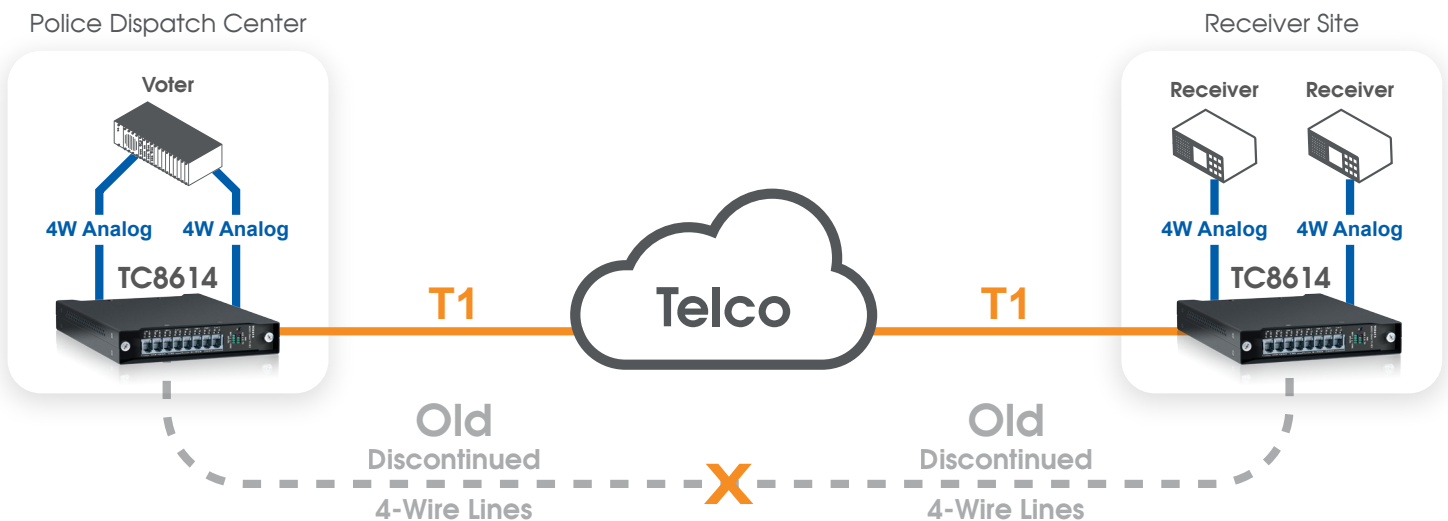 Police Dispatch Center
Receiver Site
Voter
Receiver
Receiver
4W Analog
4W Analog
4W Analog
4W Analog
TC8614
TC8614
T1
Telco
T1
Old
Discontinued
4-Wire Lines
X
Old
Discontinued
4-Wire Lines